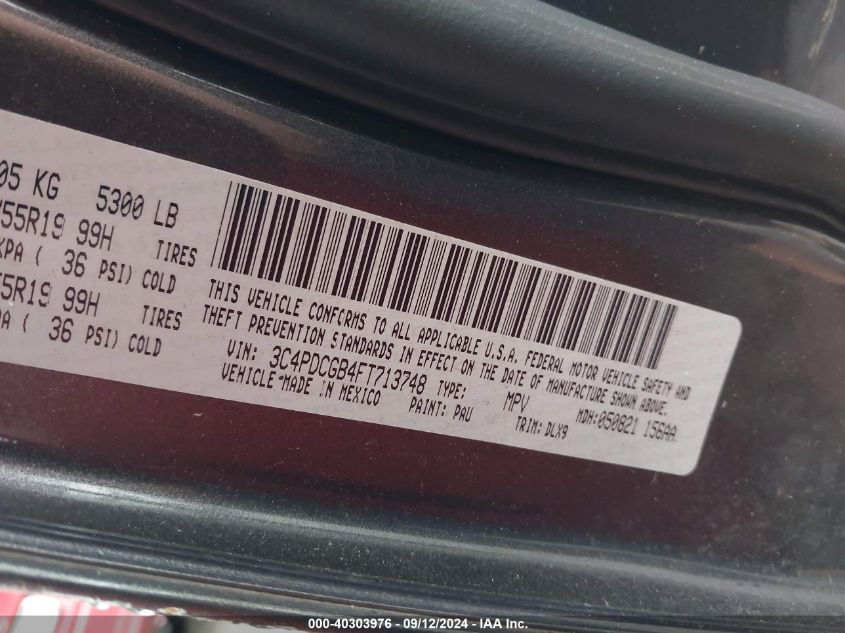 05 KG 5300 LB
55R19 99H TIRES
KPA ( 36 PSI) COLD
5R19 99H TIRES
PA ( 36 PSI) COLD
THIS VEHICLE CONFORMS TO ALL APPLICABLE U.S.A. FEDERAL MOTOR VEHICLE SAFETY AND
THEFT PREVENTION STANDARDS IN EFFECT ON THE DATE OF MANUFACTURE SHOWN ABOVE.
VIN: 3C4PDCGB4FT713748 TYPE: MPV MDH:050821 156AA
VEHICLE MADE IN MEXICO PAINT: PAU TRIM: DLX9
000-40303976 - 09/12/2024 - IAA Inc.